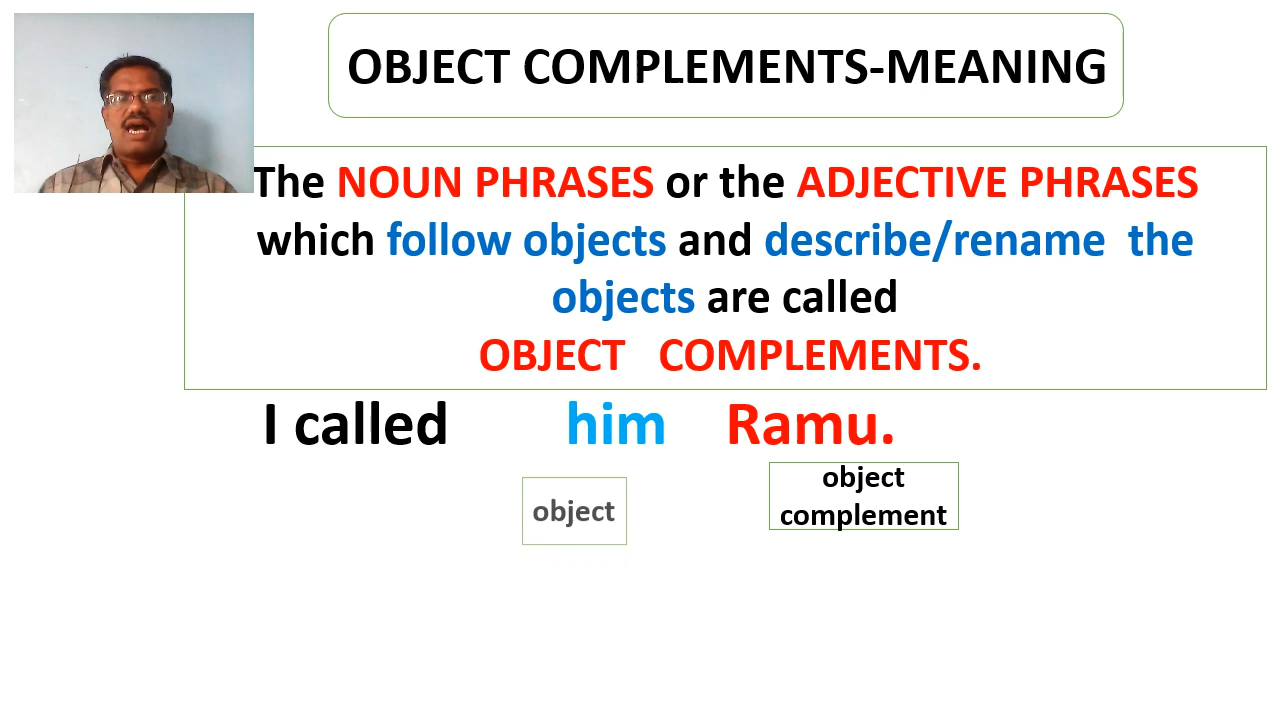 OBJECT COMPLEMENTS-MEANING
The NOUN PHRASES or the ADJECTIVE PHRASES
which follow objects and describe/rename the
objects are called
OBJECT COMPLEMENTS.
I called him Ramu.
object
object
complement